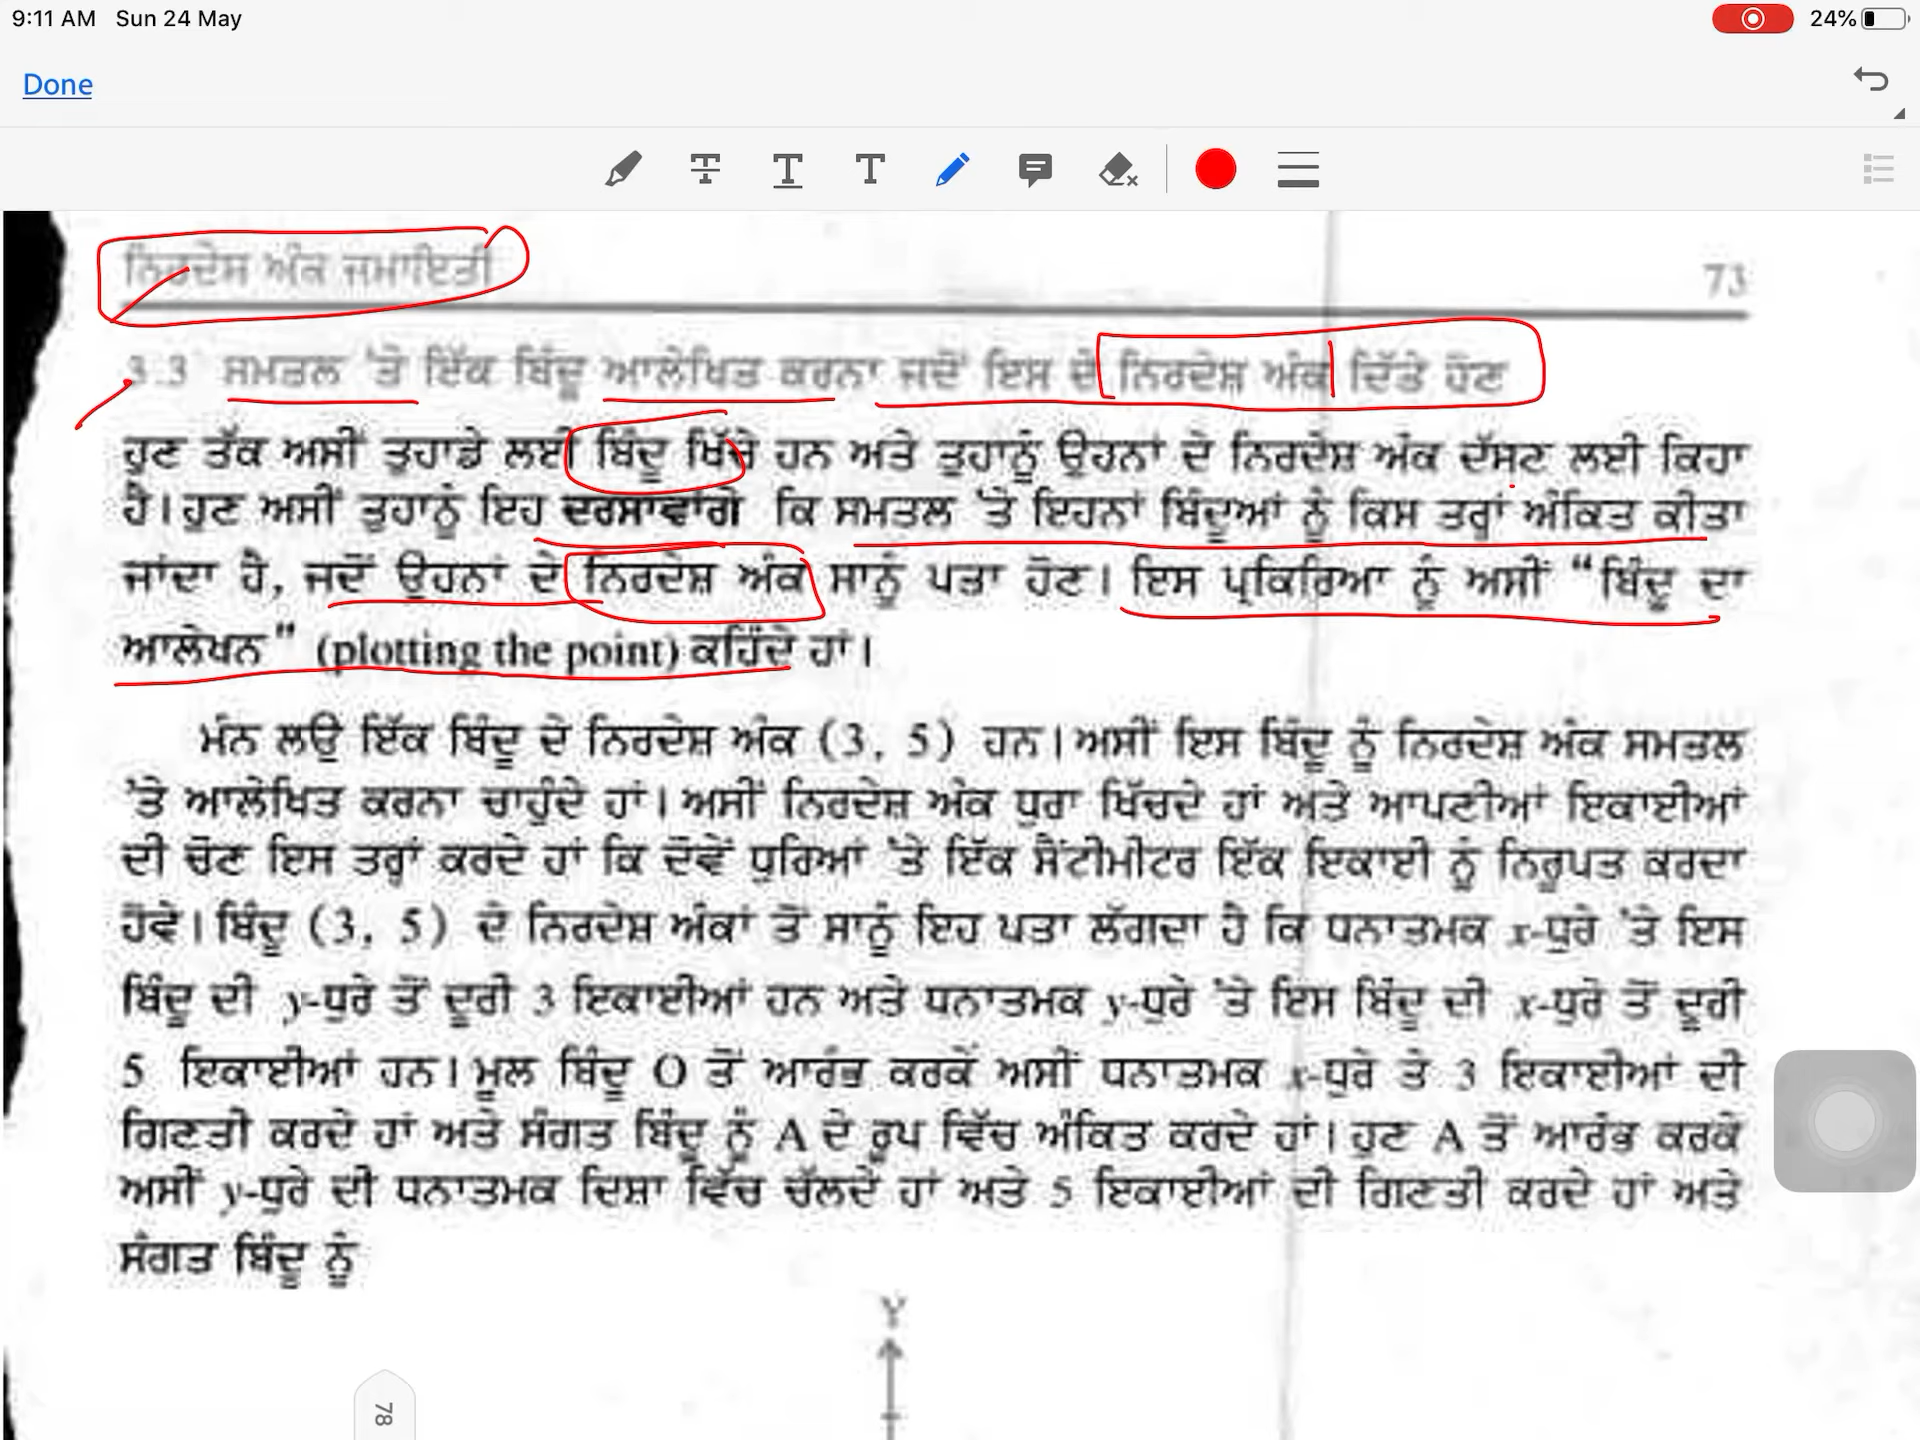 9:11 AM Sun 24 May
24%
Done
ਨਿਰਦੇਸ਼ ਅੰਕ ਜਮਾਇਤੀ 73
3.3 ਸਮਤਲ 'ਤੇ ਇੱਕ ਬਿੰਦੂ ਆਲੇਖਿਤ ਕਰਨਾ ਜਦੋਂ ਇਸ ਦੇ ਨਿਰਦੇਸ਼ ਅੰਕ ਦਿੱਤੇ ਹੋਣ
ਹੁਣ ਤੱਕ ਅਸੀਂ ਤੁਹਾਡੇ ਲਈ ਬਿੰਦੂ ਖਿੱਚੇ ਹਨ ਅਤੇ ਤੁਹਾਨੂੰ ਉਹਨਾਂ ਦੇ ਨਿਰਦੇਸ਼ ਅੰਕ ਦੱਸਣ ਲਈ ਕਿਹਾ
ਹੈ। ਹੁਣ ਅਸੀਂ ਤੁਹਾਨੂੰ ਇਹ ਦਰਸਾਵਾਂਗੇ ਕਿ ਸਮਤਲ 'ਤੇ ਇਹਨਾਂ ਬਿੰਦੂਆਂ ਨੂੰ ਕਿਸ ਤਰ੍ਹਾਂ ਅੰਕਿਤ ਕੀਤਾ
ਜਾਂਦਾ ਹੈ, ਜਦੋਂ ਉਹਨਾਂ ਦੇ ਨਿਰਦੇਸ਼ ਅੰਕ ਸਾਨੂੰ ਪਤਾ ਹੋਣ। ਇਸ ਪ੍ਰਕਿਰਿਆ ਨੂੰ ਅਸੀਂ "ਬਿੰਦੂ ਦਾ
ਆਲੇਖਨ" (plotting the point) ਕਹਿੰਦੇ ਹਾਂ।
ਮੰਨ ਲਉ ਇੱਕ ਬਿੰਦੂ ਦੇ ਨਿਰਦੇਸ਼ ਅੰਕ (3, 5) ਹਨ। ਅਸੀਂ ਇਸ ਬਿੰਦੂ ਨੂੰ ਨਿਰਦੇਸ਼ ਅੰਕ ਸਮਤਲ
'ਤੇ ਆਲੇਖਿਤ ਕਰਨਾ ਚਾਹੁੰਦੇ ਹਾਂ। ਅਸੀਂ ਨਿਰਦੇਸ਼ ਅੰਕ ਧੁਰਾ ਖਿੱਚਦੇ ਹਾਂ ਅਤੇ ਆਪਣੀਆਂ ਇਕਾਈਆਂ
ਦੀ ਚੋਣ ਇਸ ਤਰ੍ਹਾਂ ਕਰਦੇ ਹਾਂ ਕਿ ਦੋਵੇਂ ਧੁਰਿਆਂ 'ਤੇ ਇੱਕ ਸੈਂਟੀਮੀਟਰ ਇੱਕ ਇਕਾਈ ਨੂੰ ਨਿਰੂਪਤ ਕਰਦਾ
ਹੋਵੇ। ਬਿੰਦੂ (3, 5) ਦੇ ਨਿਰਦੇਸ਼ ਅੰਕਾਂ ਤੋਂ ਸਾਨੂੰ ਇਹ ਪਤਾ ਲੱਗਦਾ ਹੈ ਕਿ ਧਨਾਤਮਕ x-ਧੁਰੇ 'ਤੇ ਇਸ
ਬਿੰਦੂ ਦੀ y-ਧੁਰੇ ਤੋਂ ਦੂਰੀ 3 ਇਕਾਈਆਂ ਹਨ ਅਤੇ ਧਨਾਤਮਕ y-ਧੁਰੇ 'ਤੇ ਇਸ ਬਿੰਦੂ ਦੀ x-ਧੁਰੇ ਤੋਂ ਦੂਰੀ
5 ਇਕਾਈਆਂ ਹਨ। ਮੂਲ ਬਿੰਦੂ O ਤੋਂ ਆਰੰਭ ਕਰਕੇਂ ਅਸੀਂ ਧਨਾਤਮਕ x-ਧੁਰੇ ਤੇ 3 ਇਕਾਈਆਂ ਦੀ
ਗਿਣਤੀ ਕਰਦੇ ਹਾਂ ਅਤੇ ਸੰਗਤ ਬਿੰਦੂ ਨੂੰ A ਦੇ ਰੂਪ ਵਿੱਚ ਅੰਕਿਤ ਕਰਦੇ ਹਾਂ। ਹੁਣ A ਤੋਂ ਆਰੰਭ ਕਰਕੇ
ਅਸੀਂ y-ਧੁਰੇ ਦੀ ਧਨਾਤਮਕ ਦਿਸ਼ਾ ਵਿੱਚ ਚੱਲਦੇ ਹਾਂ ਅਤੇ 5 ਇਕਾਈਆਂ ਦੀ ਗਿਣਤੀ ਕਰਦੇ ਹਾਂ ਅਤੇ
ਸੰਗਤ ਬਿੰਦੂ ਨੂੰ
Y
78